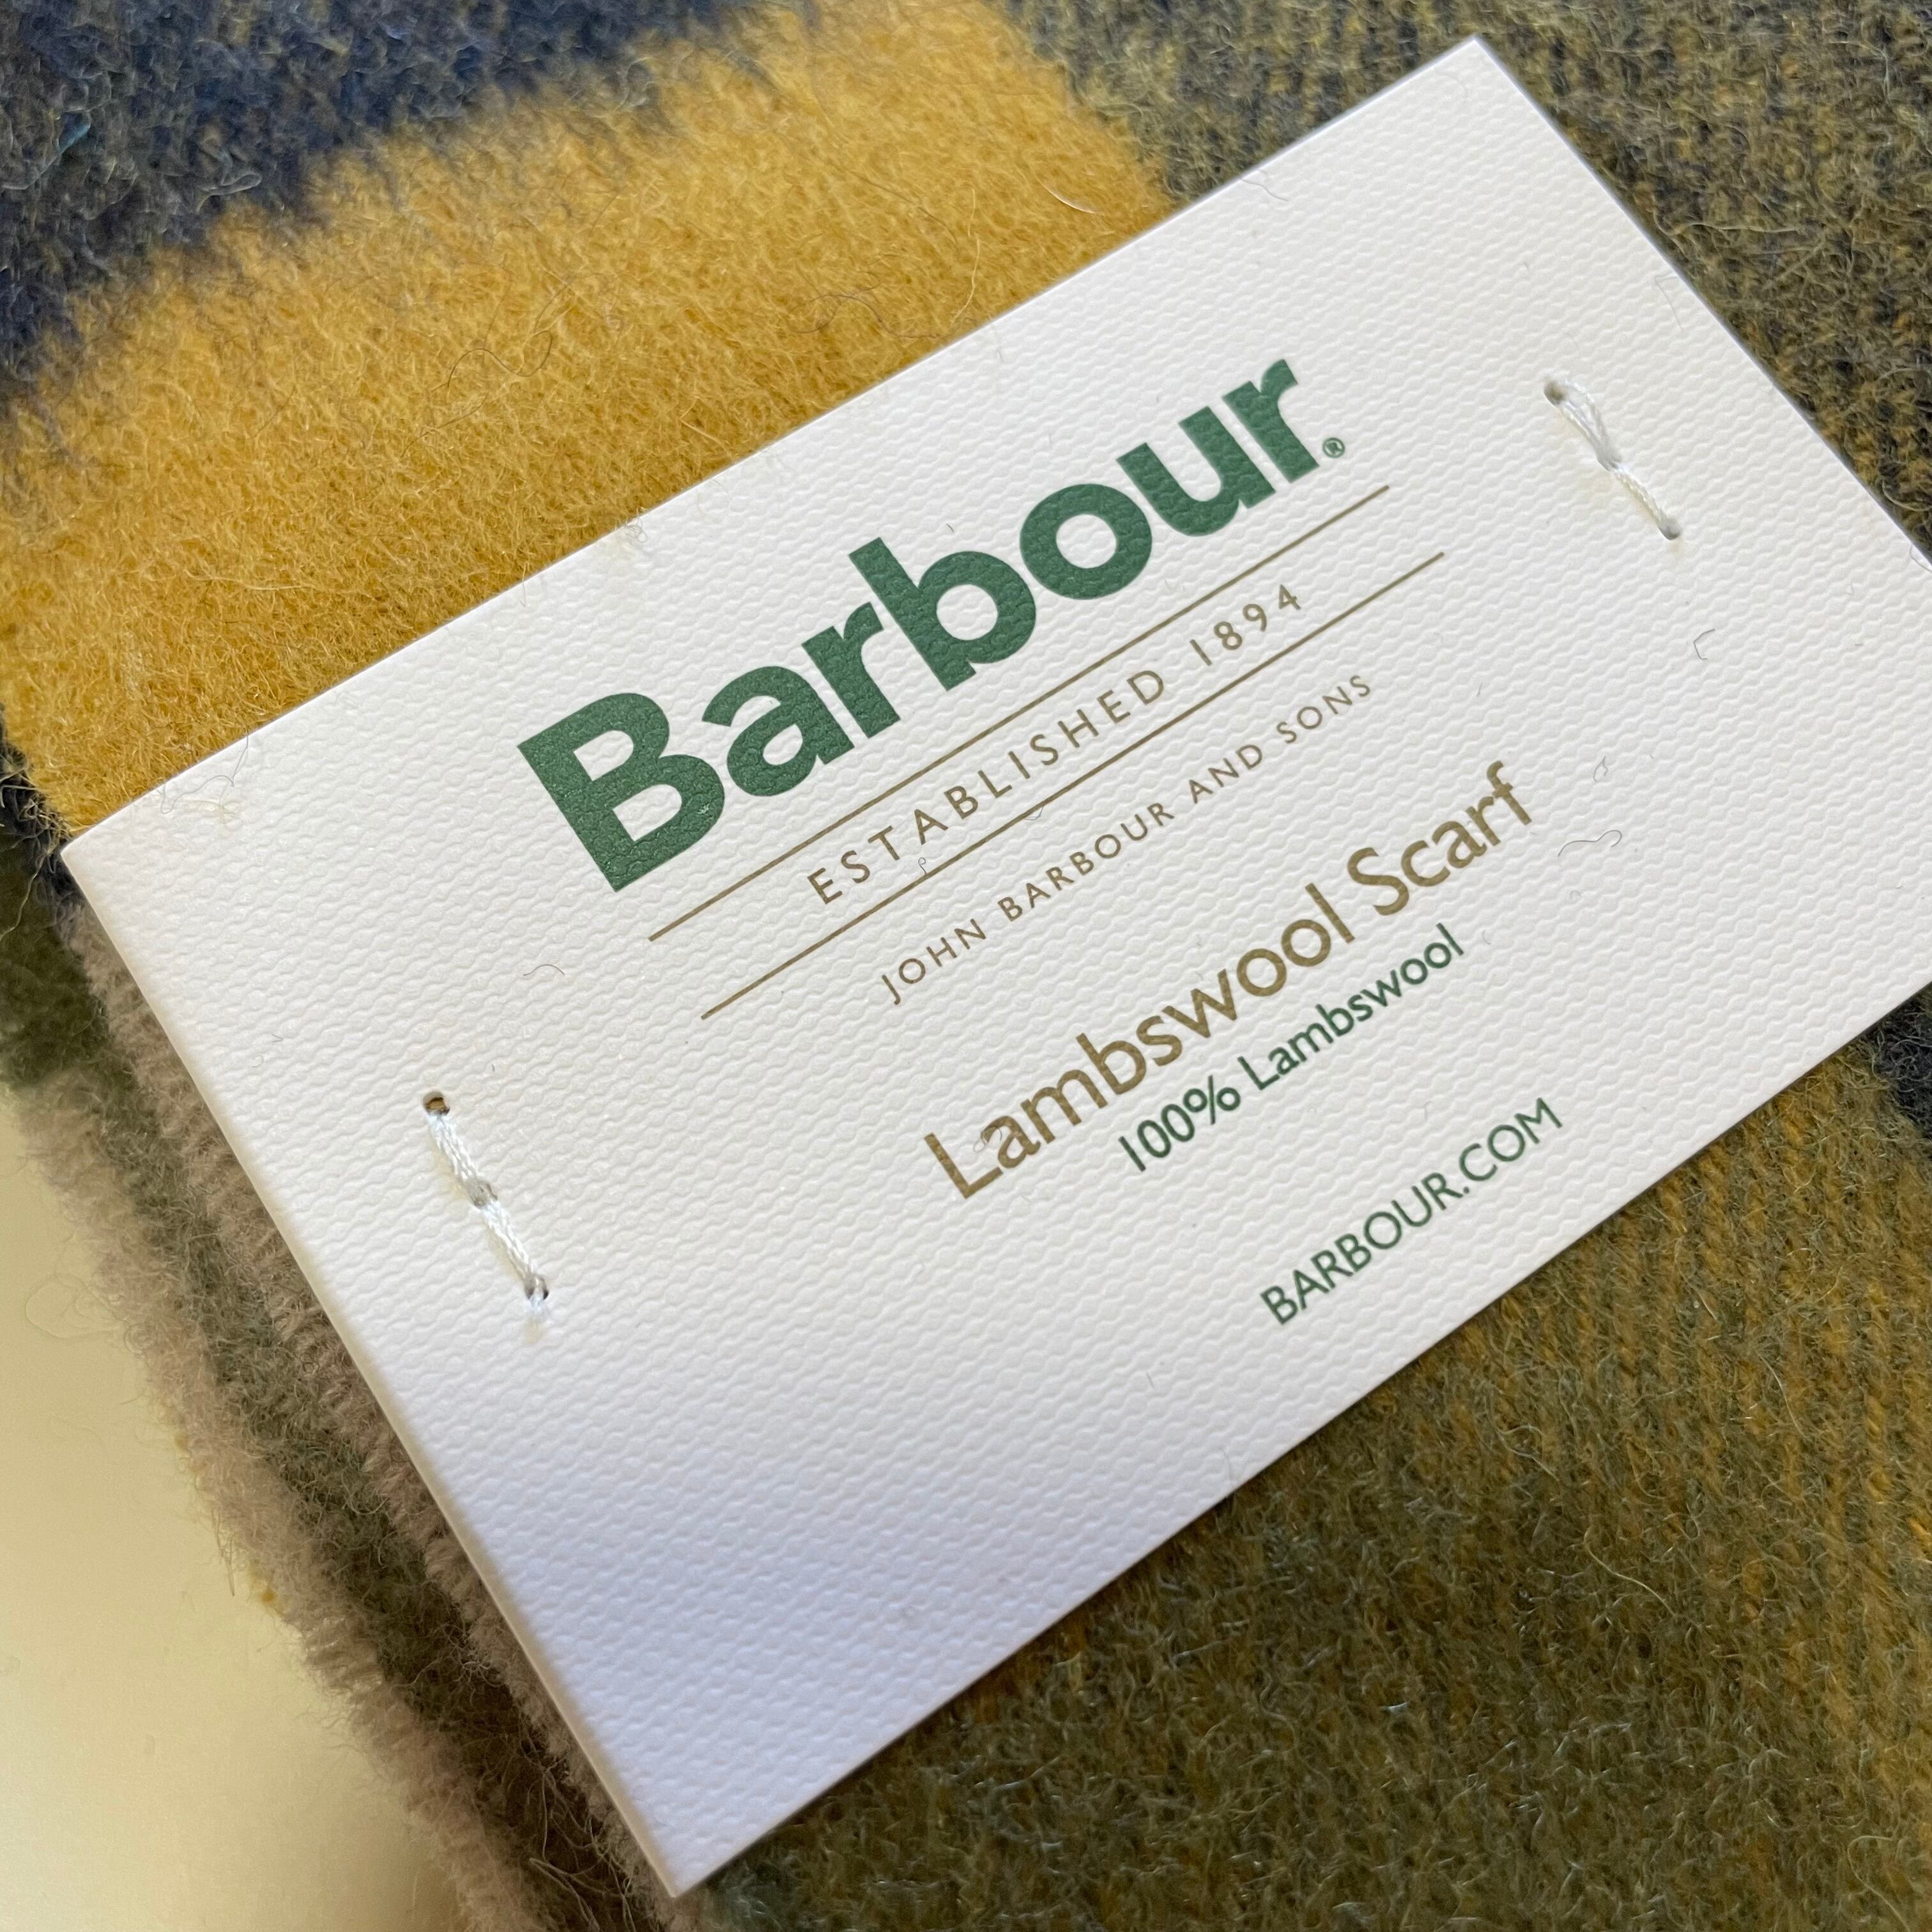 Barbour®
ESTABLISHED 1894
JOHN BARBOUR AND SONS
Lambswool Scarf
100% Lambswool
BARBOUR.COM